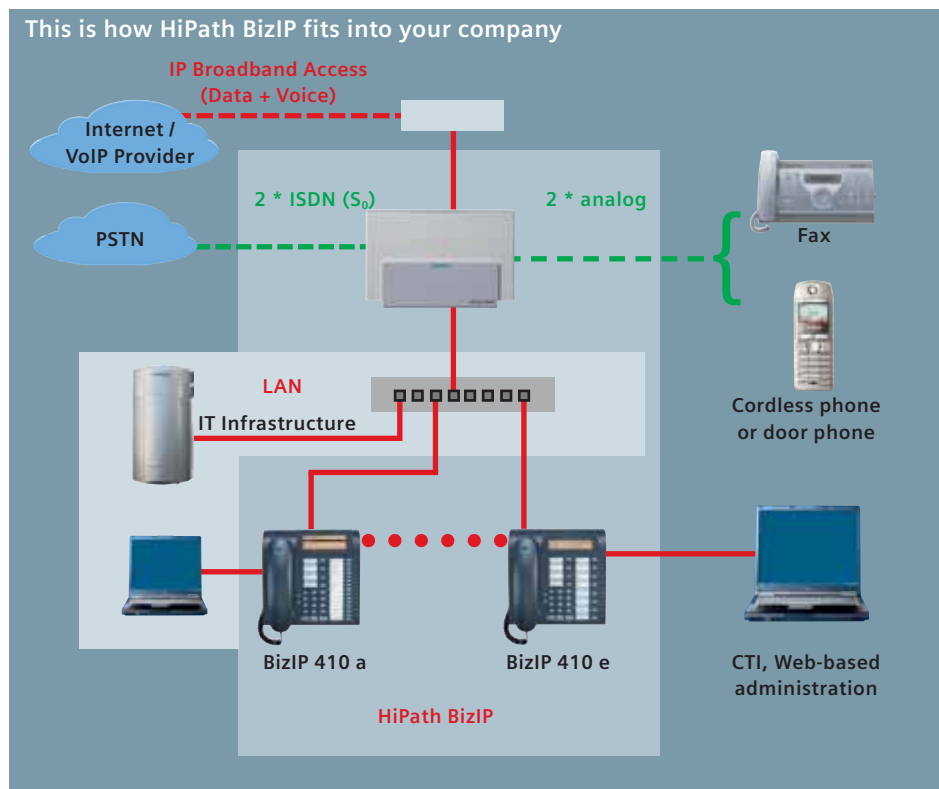 This is how HiPath BizIP fits into your company
IP Broadband Access
(Data + Voice)
Internet /
VoIP Provider
2 * ISDN (S₀)
2 * analog
PSTN
Fax
LAN
IT Infrastructure
Cordless phone
or door phone
BizIP 410 a
BizIP 410 e
CTI, Web-based
administration
HiPath BizIP